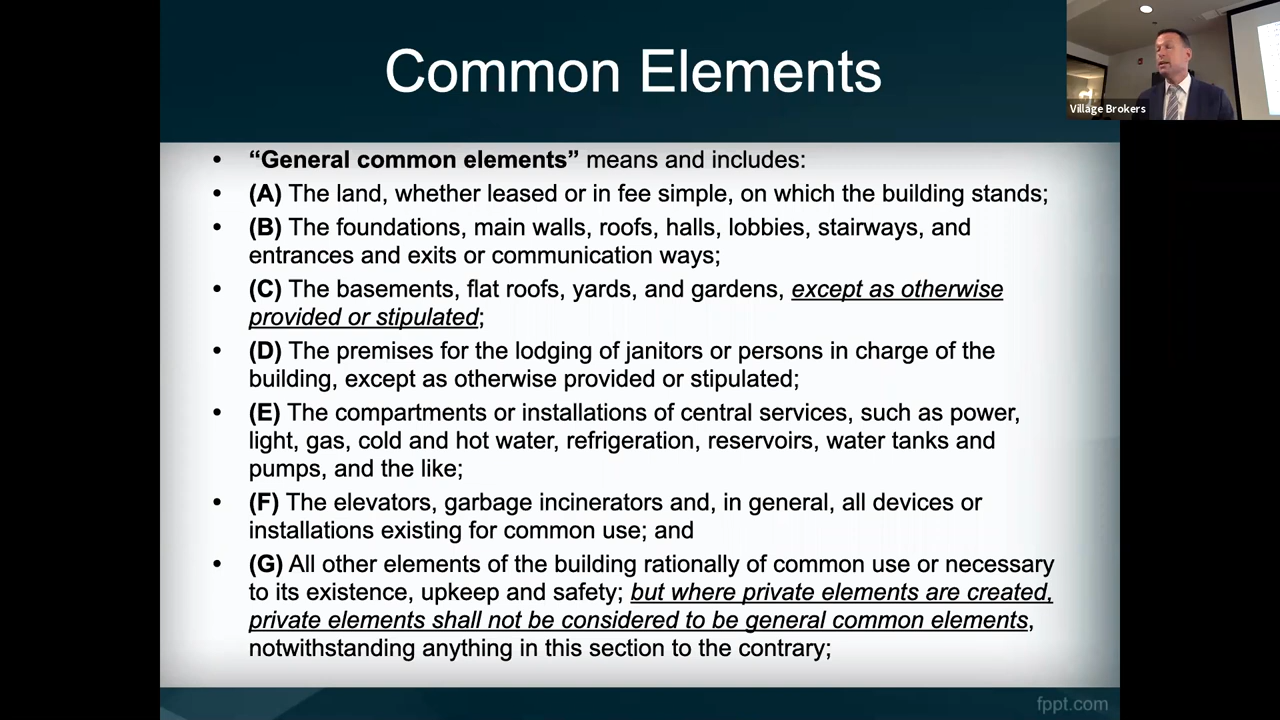 Common Elements
Village Brokers
• “General common elements” means and includes:
• (A) The land, whether leased or in fee simple, on which the building stands;
• (B) The foundations, main walls, roofs, halls, lobbies, stairways, and
entrances and exits or communication ways;
• (C) The basements, flat roofs, yards, and gardens, except as otherwise
provided or stipulated;
• (D) The premises for the lodging of janitors or persons in charge of the
building, except as otherwise provided or stipulated;
• (E) The compartments or installations of central services, such as power,
light, gas, cold and hot water, refrigeration, reservoirs, water tanks and
pumps, and the like;
• (F) The elevators, garbage incinerators and, in general, all devices or
installations existing for common use; and
• (G) All other elements of the building rationally of common use or necessary
to its existence, upkeep and safety; but where private elements are created,
private elements shall not be considered to be general common elements,
notwithstanding anything in this section to the contrary;
fppt.com